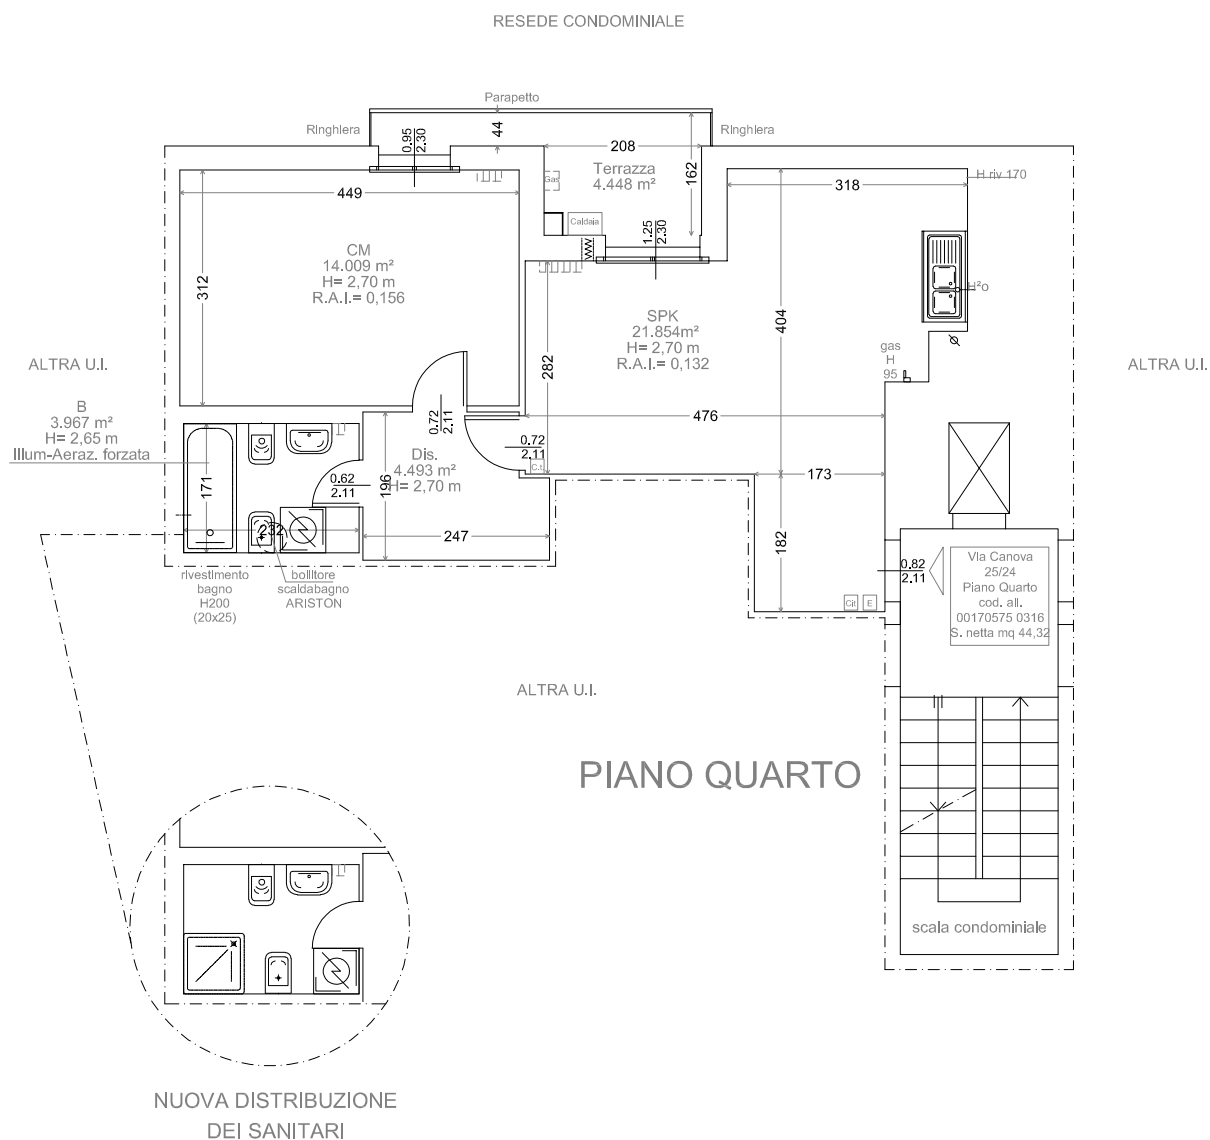 RESEDE CONDOMINIALE
Parapetto
Ringhiera
0.95
2.30
44
Ringhiera
208
Terrazza
4.448 m²
162
Gas
Caldaia
1.25
2.30
318
H riv 170
449
CM
14.009 m²
H= 2,70 m
R.A.I.= 0,156
312
SPK
21.854m²
H= 2,70 m
R.A.I.= 0,132
404
282
H²o
gas
H
95
ALTRA U.I.
ALTRA U.I.
B
3.967 m²
H= 2,65 m
Illum-Aeraz. forzata
476
0.72
2.11
0.72
2.11
C.t.
Dis.
4.493 m²
H= 2,70 m
196
171
0.62
2.11
173
232
247
182
rivestimento
bagno
H200
(20x25)
bollitore
scaldabagno
ARISTON
0.82
2.11
Cit
E
Via Canova
25/24
Piano Quarto
cod. all.
00170575 0316
S. netta mq 44,32
ALTRA U.I.
PIANO QUARTO
scala condominiale
NUOVA DISTRIBUZIONE
DEI SANITARI